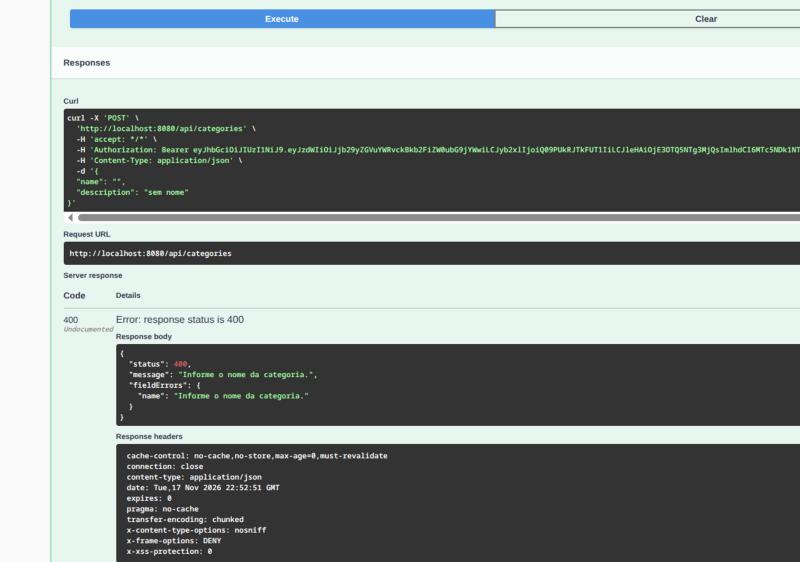 Execute
Clear
Responses
Curl
curl -X 'POST' \
'http://localhost:8080/api/categories' \
-H 'accept: */*' \
-H 'Authorization: Bearer
-H 'Content-Type: application/json' \
-d '{
"name": "",
"description": "sem nome"
}'
Request URL
http://localhost:8080/api/categories
Server response
Code
Details
400
Undocumented
Error: response status is 400
Response body
{
"status": 400,
"message": "Informe o nome da categoria.",
"fieldErrors": {
"name": "Informe o nome da categoria."
}
}
Response headers
cache-control: no-cache,no-store,max-age=0,must-revalidate
connection: close
content-type: application/json
date: Tue,17 Nov 2026 22:52:51 GMT
expires: 0
pragma: no-cache
transfer-encoding: chunked
x-content-type-options: nosniff
x-frame-options: DENY
x-xss-protection: 0